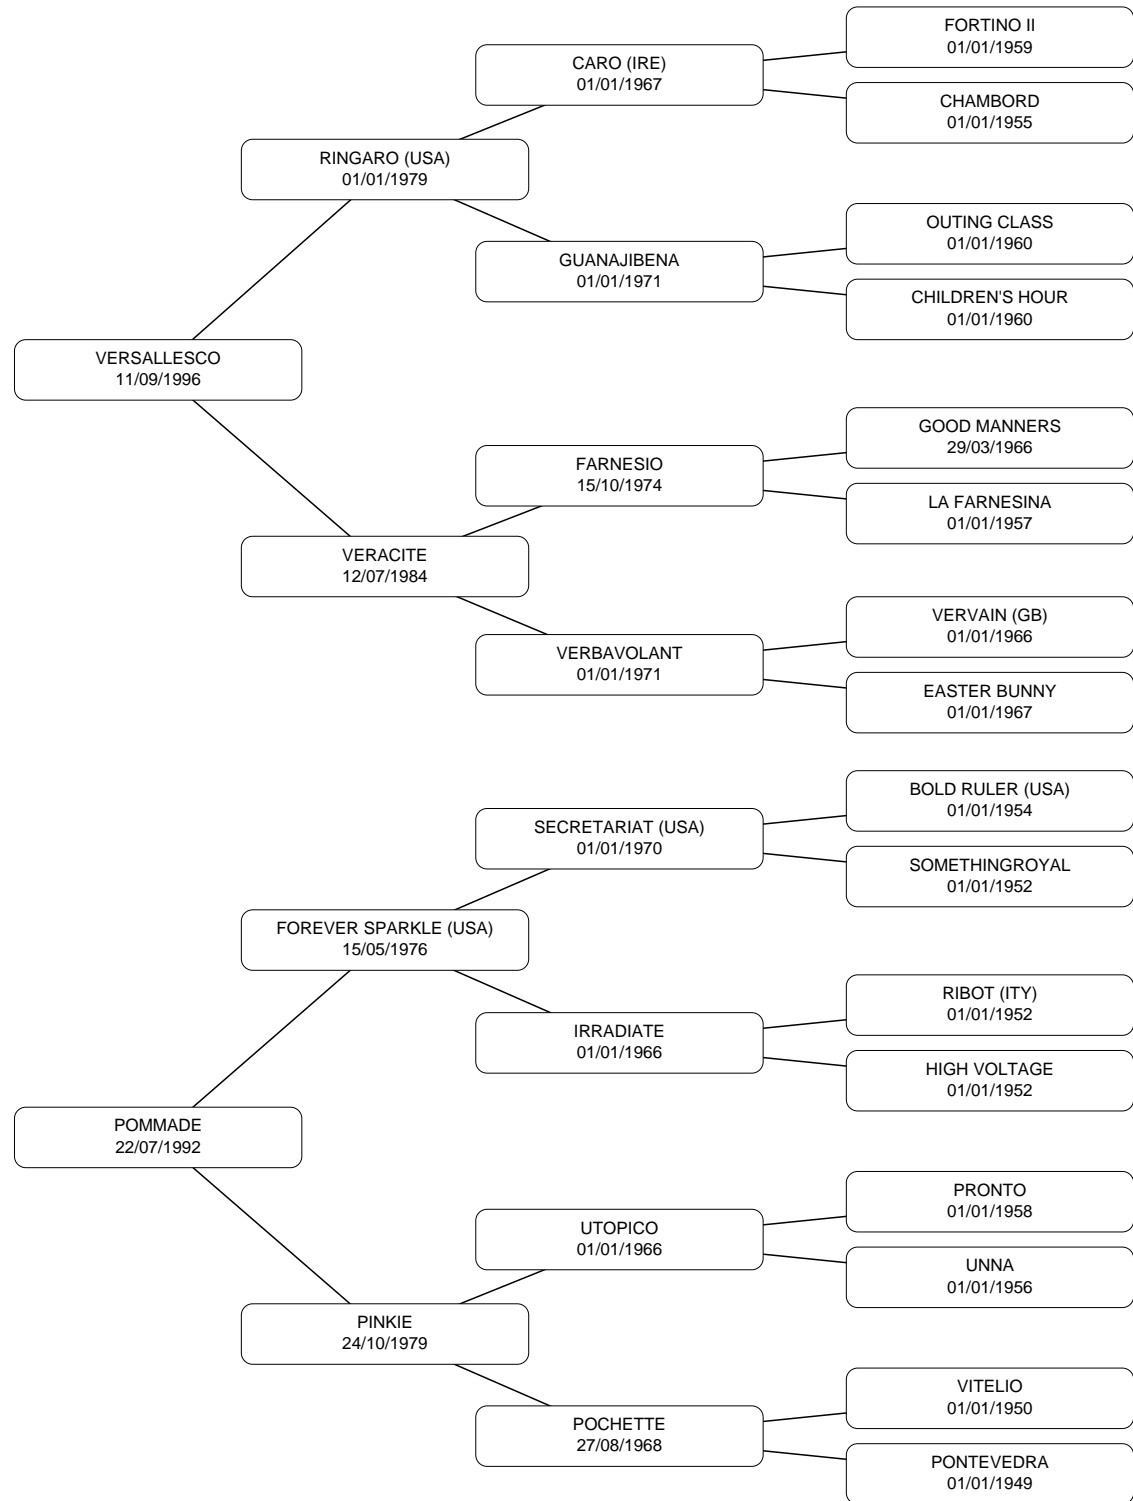 FORTINO II
01/01/1959
CARO (IRE)
01/01/1967
CHAMBORD
01/01/1955
RINGARO (USA)
01/01/1979
OUTING CLASS
01/01/1960
GUANAJIBENA
01/01/1971
CHILDREN'S HOUR
01/01/1960
VERSALLESCO
11/09/1996
GOOD MANNERS
29/03/1966
FARNESIO
15/10/1974
LA FARNESINA
01/01/1957
VERACITE
12/07/1984
VERVAIN (GB)
01/01/1966
VERBAVOLANT
01/01/1971
EASTER BUNNY
01/01/1967
BOLD RULER (USA)
01/01/1954
SECRETARIAT (USA)
01/01/1970
SOMETHINGROYAL
01/01/1952
FOREVER SPARKLE (USA)
15/05/1976
RIBOT (ITY)
01/01/1952
IRRADIATE
01/01/1966
HIGH VOLTAGE
01/01/1952
POMMADE
22/07/1992
PRONTO
01/01/1958
UTOPICO
01/01/1966
UNNA
01/01/1956
PINKIE
24/10/1979
VITELIO
01/01/1950
POCHETTE
27/08/1968
PONTEVEDRA
01/01/1949